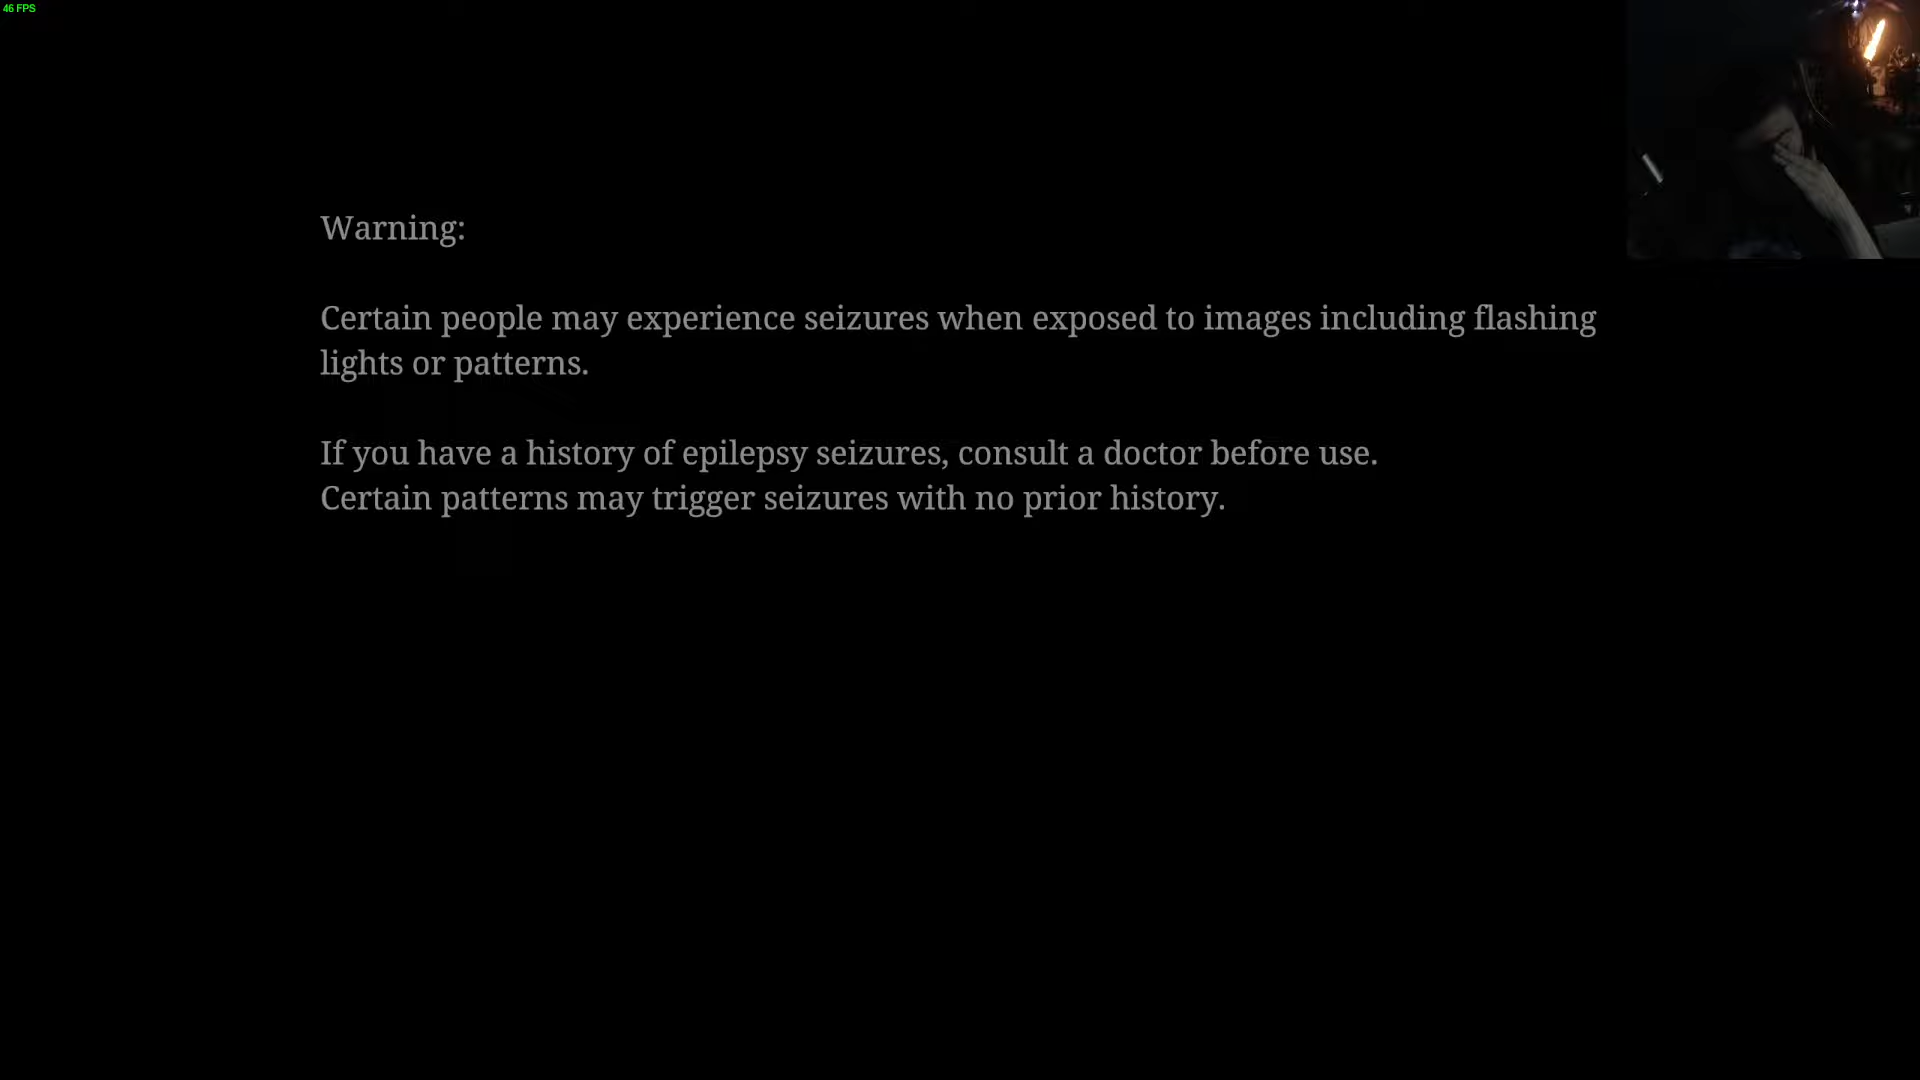 46 FPS
Warning:
Certain people may experience seizures when exposed to images including flashing
lights or patterns.
If you have a history of epilepsy seizures, consult a doctor before use.
Certain patterns may trigger seizures with no prior history.